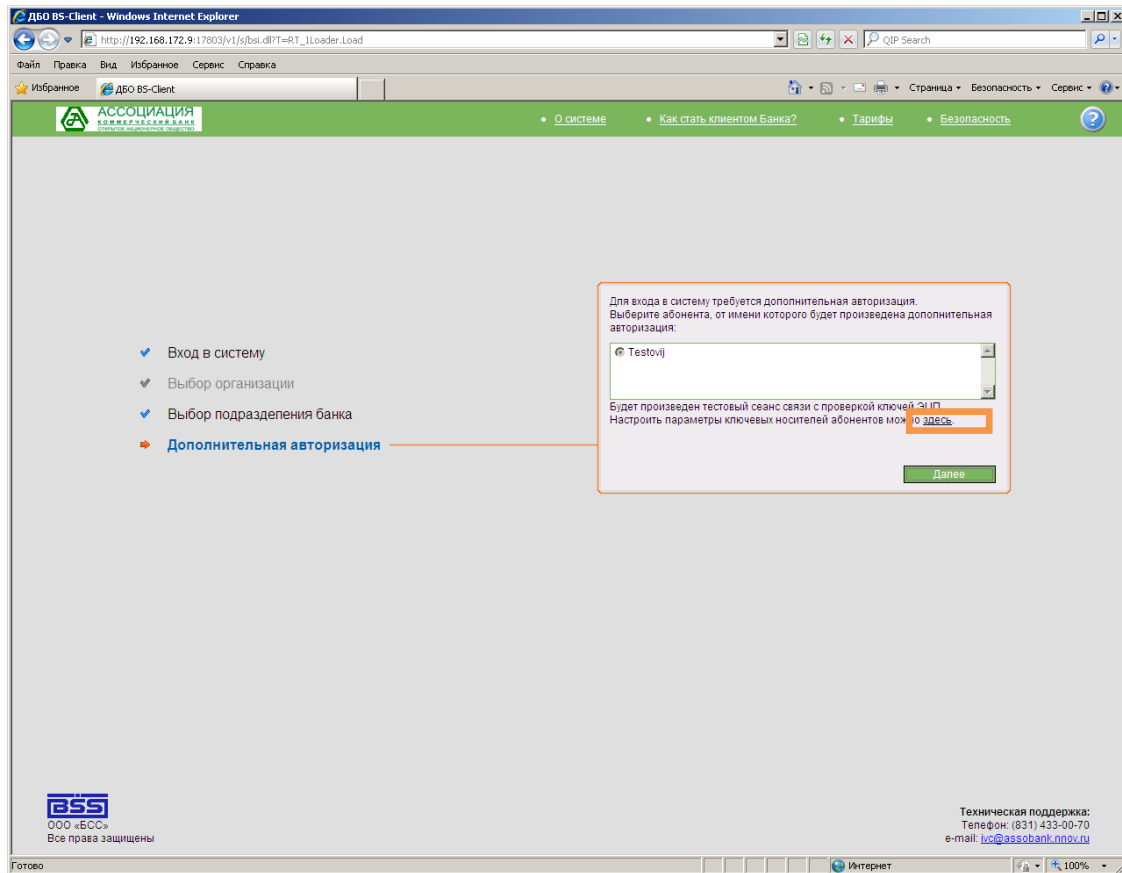 ДБО BS-Client - Windows Internet Explorer
http://192.168.172.9:17803/v1/s/bsi.dll?T=RT_1Loader.Load
QIP Search
Файл Правка Вид Избранное Сервис Справка
Избранное ДБО BS-Client Страница Безопасность Сервис
АССОЦИАЦИЯ
КОММЕРЧЕСКИЙ БАНК
ОТКРЫТОЕ АКЦИОНЕРНОЕ ОБЩЕСТВО
• О системе • Как стать клиентом Банка? • Тарифы • Безопасность
Для входа в систему требуется дополнительная авторизация.
Выберите абонента, от имени которого будет произведена дополнительная
авторизация:
Testovij
Будет произведен тестовый сеанс связи с проверкой ключей ЭЦП.
Настроить параметры ключевых носителей абонентов можно здесь.
Далее
Вход в систему
Выбор организации
Выбор подразделения банка
Дополнительная авторизация
BSS
ООО «БСС»
Все права защищены
Техническая поддержка:
Телефон: (831) 433-00-70
e-mail: ivc@assobank.nnov.ru
Готово Интернет 100%